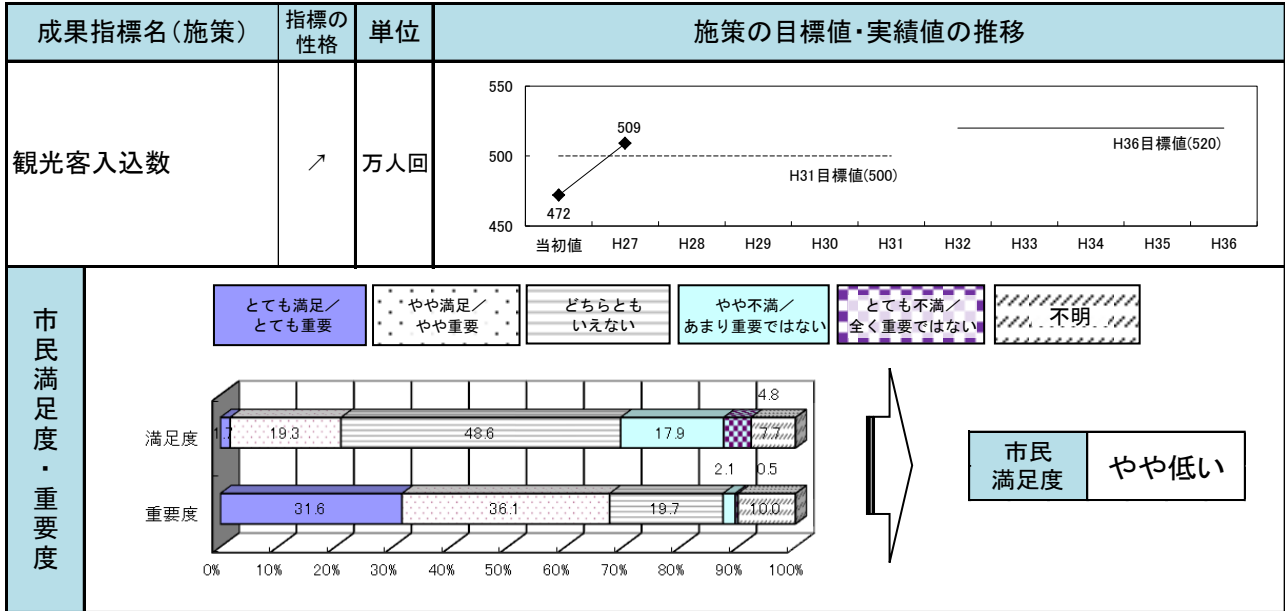 成果指標名(施策)
指標の
性格
単位
施策の目標値・実績値の推移
観光客入込数
↗
万人回
550
500
450
509
472
H31目標値(500)
H36目標値(520)
当初値 H27 H28 H29 H30 H31 H32 H33 H34 H35 H36
市民満足度・重要度
とても満足／
とても重要
やや満足／
やや重要
どちらとも
いえない
やや不満／
あまり重要ではない
とても不満／
全く重要ではない
不明
4.8
満足度 1.7 19.3 48.6 17.9 7.7
2.1 0.5
重要度 31.6 36.1 19.7 10.0
0% 10% 20% 30% 40% 50% 60% 70% 80% 90% 100%
市民
満足度
やや低い